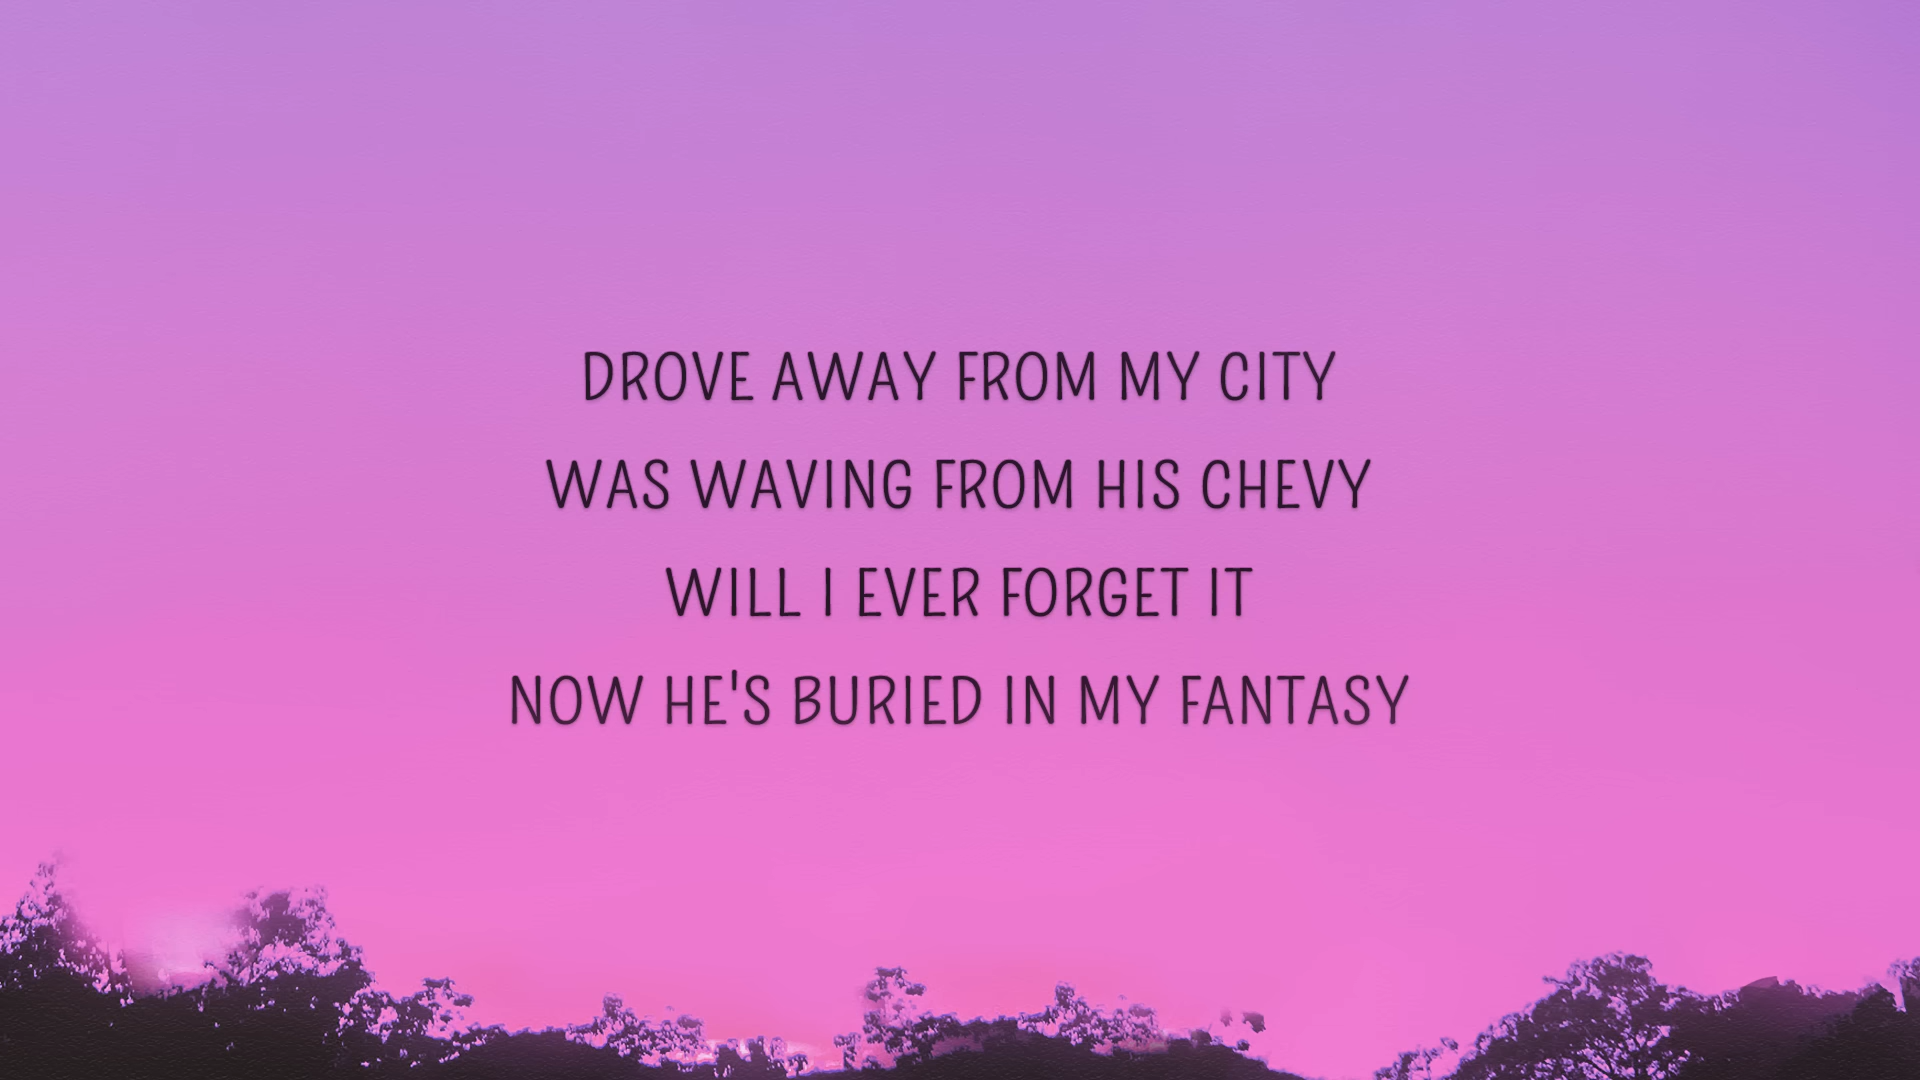 DROVE AWAY FROM MY CITY
WAS WAVING FROM HIS CHEVY
WILL I EVER FORGET IT
NOW HE'S BURIED IN MY FANTASY